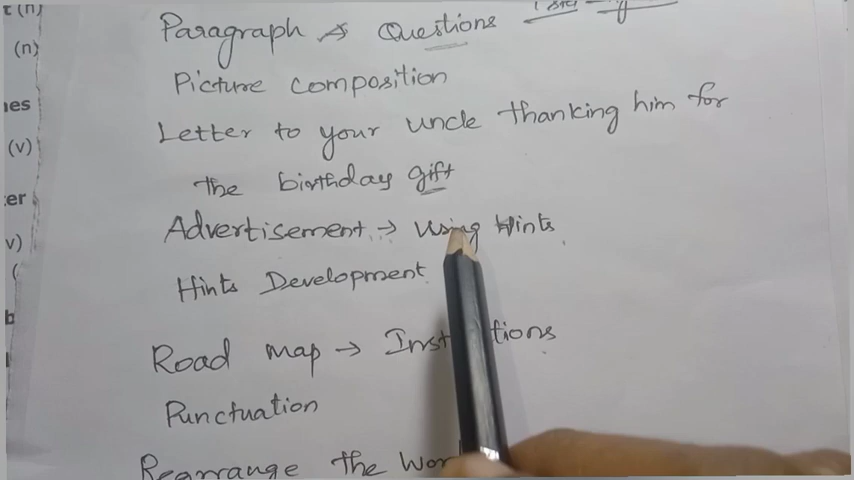 τ (n)
Paragraph → Questions
(n)
Picture composition
Letter to your uncle thanking him for
(v)
the birthday gift
Advertisement → Using Hints
v)
Hints Development
Road map →
Punctuation
Rearrange the